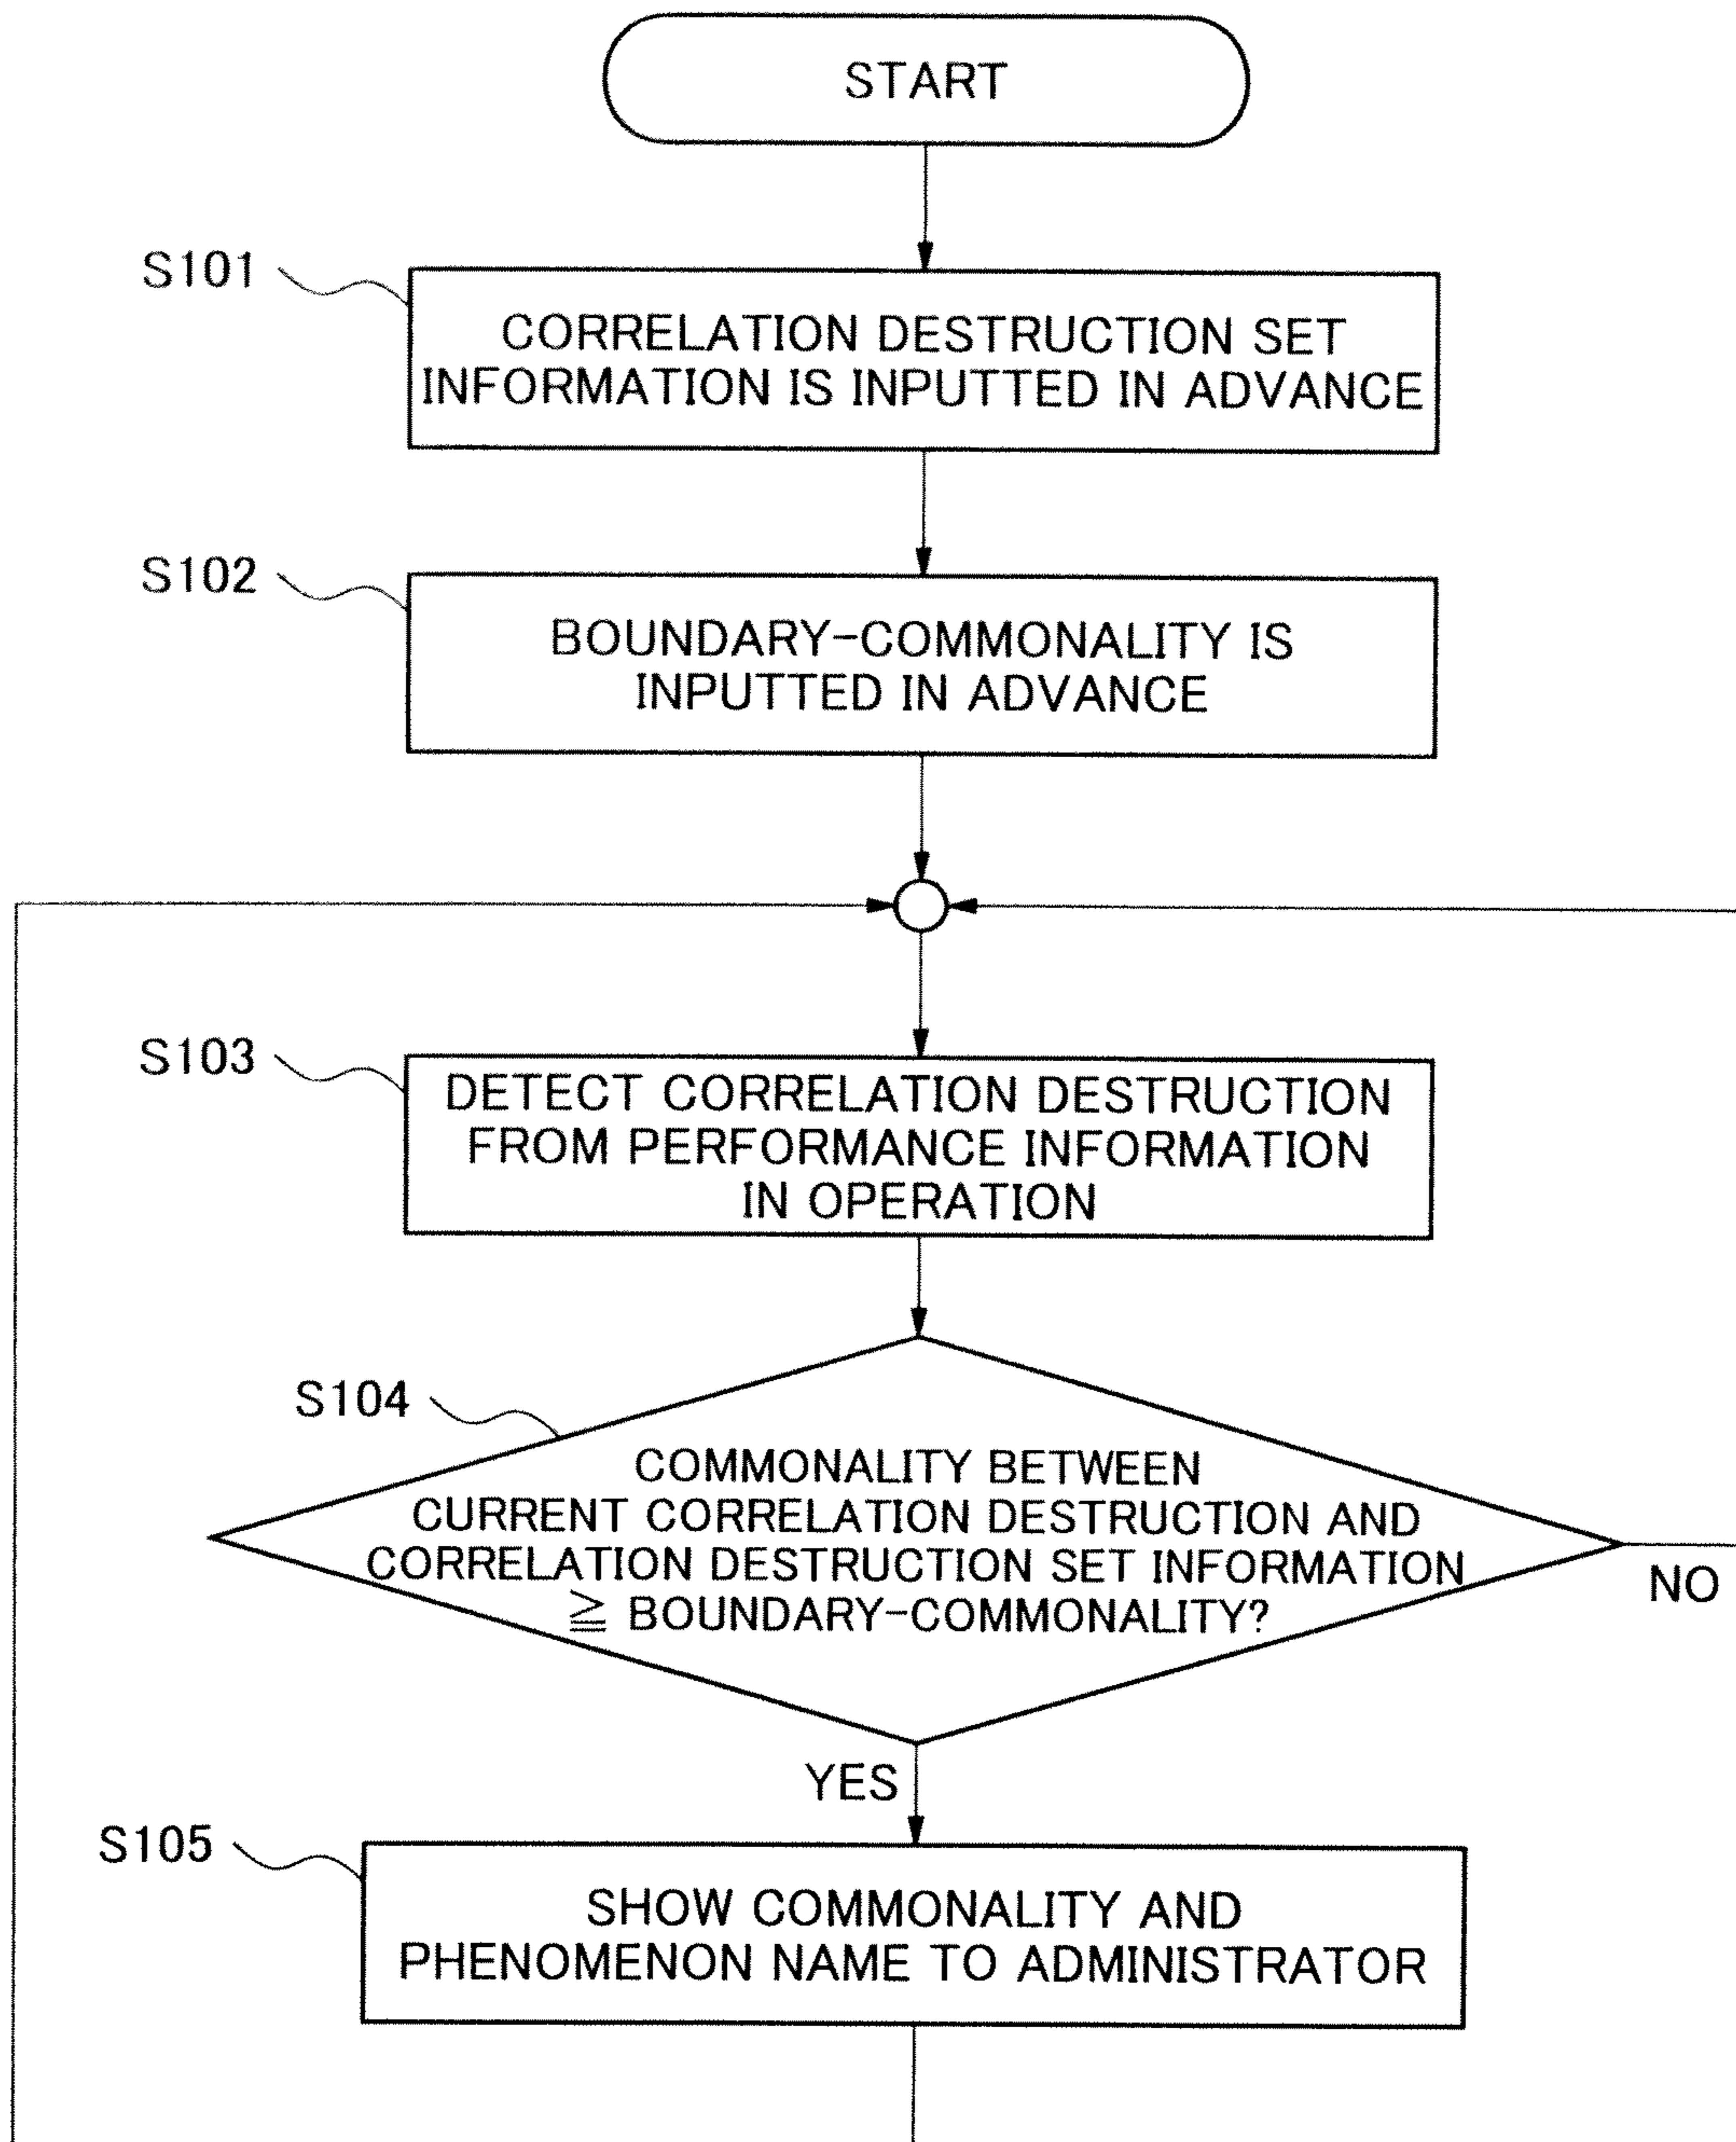 START
S101
CORRELATION DESTRUCTION SET
INFORMATION IS INPUTTED IN ADVANCE
S102
BOUNDARY-COMMONALITY IS
INPUTTED IN ADVANCE
S103
DETECT CORRELATION DESTRUCTION
FROM PERFORMANCE INFORMATION
IN OPERATION
S104
COMMONALITY BETWEEN
CURRENT CORRELATION DESTRUCTION AND
CORRELATION DESTRUCTION SET INFORMATION
≧ BOUNDARY-COMMONALITY?
NO
YES
S105
SHOW COMMONALITY AND
PHENOMENON NAME TO ADMINISTRATOR